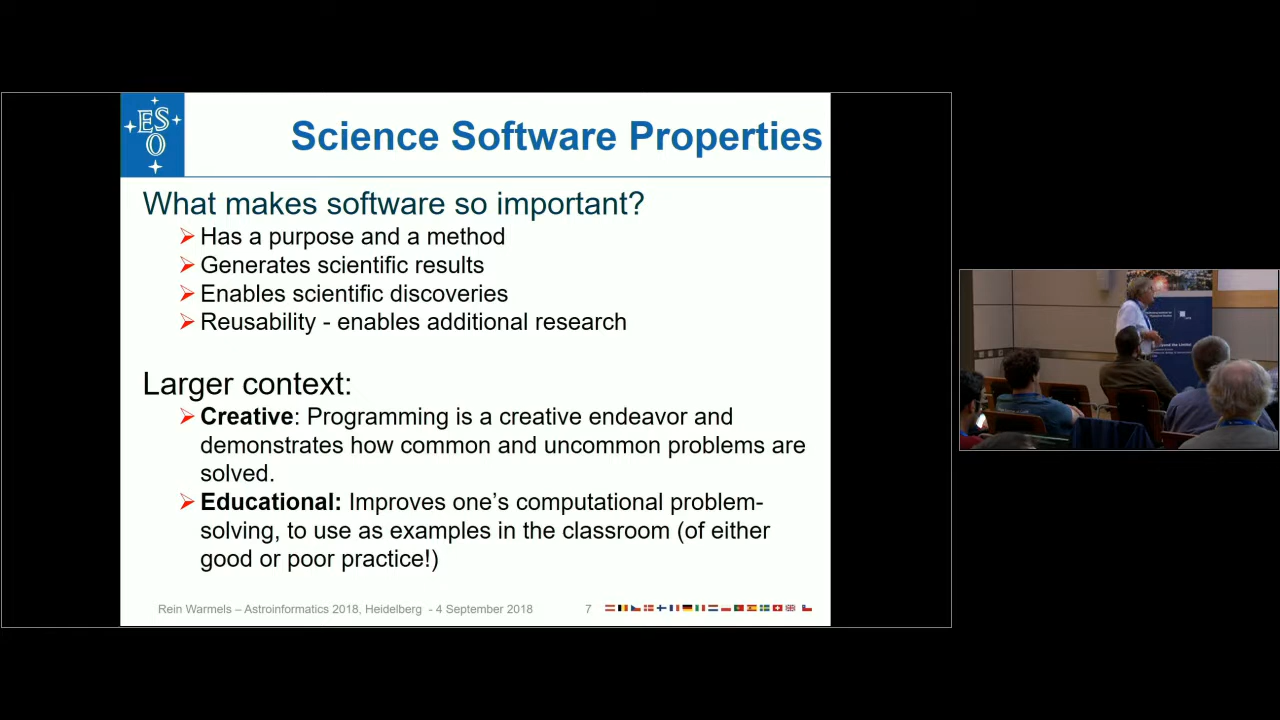 ES
O
Science Software Properties
What makes software so important?
Has a purpose and a method
Generates scientific results
Enables scientific discoveries
Reusability - enables additional research
Larger context:
Creative: Programming is a creative endeavor and
demonstrates how common and uncommon problems are
solved.
Educational: Improves one's computational problem-
solving, to use as examples in the classroom (of either
good or poor practice!)
Rein Warmels – Astroinformatics 2018, Heidelberg - 4 September 2018
7